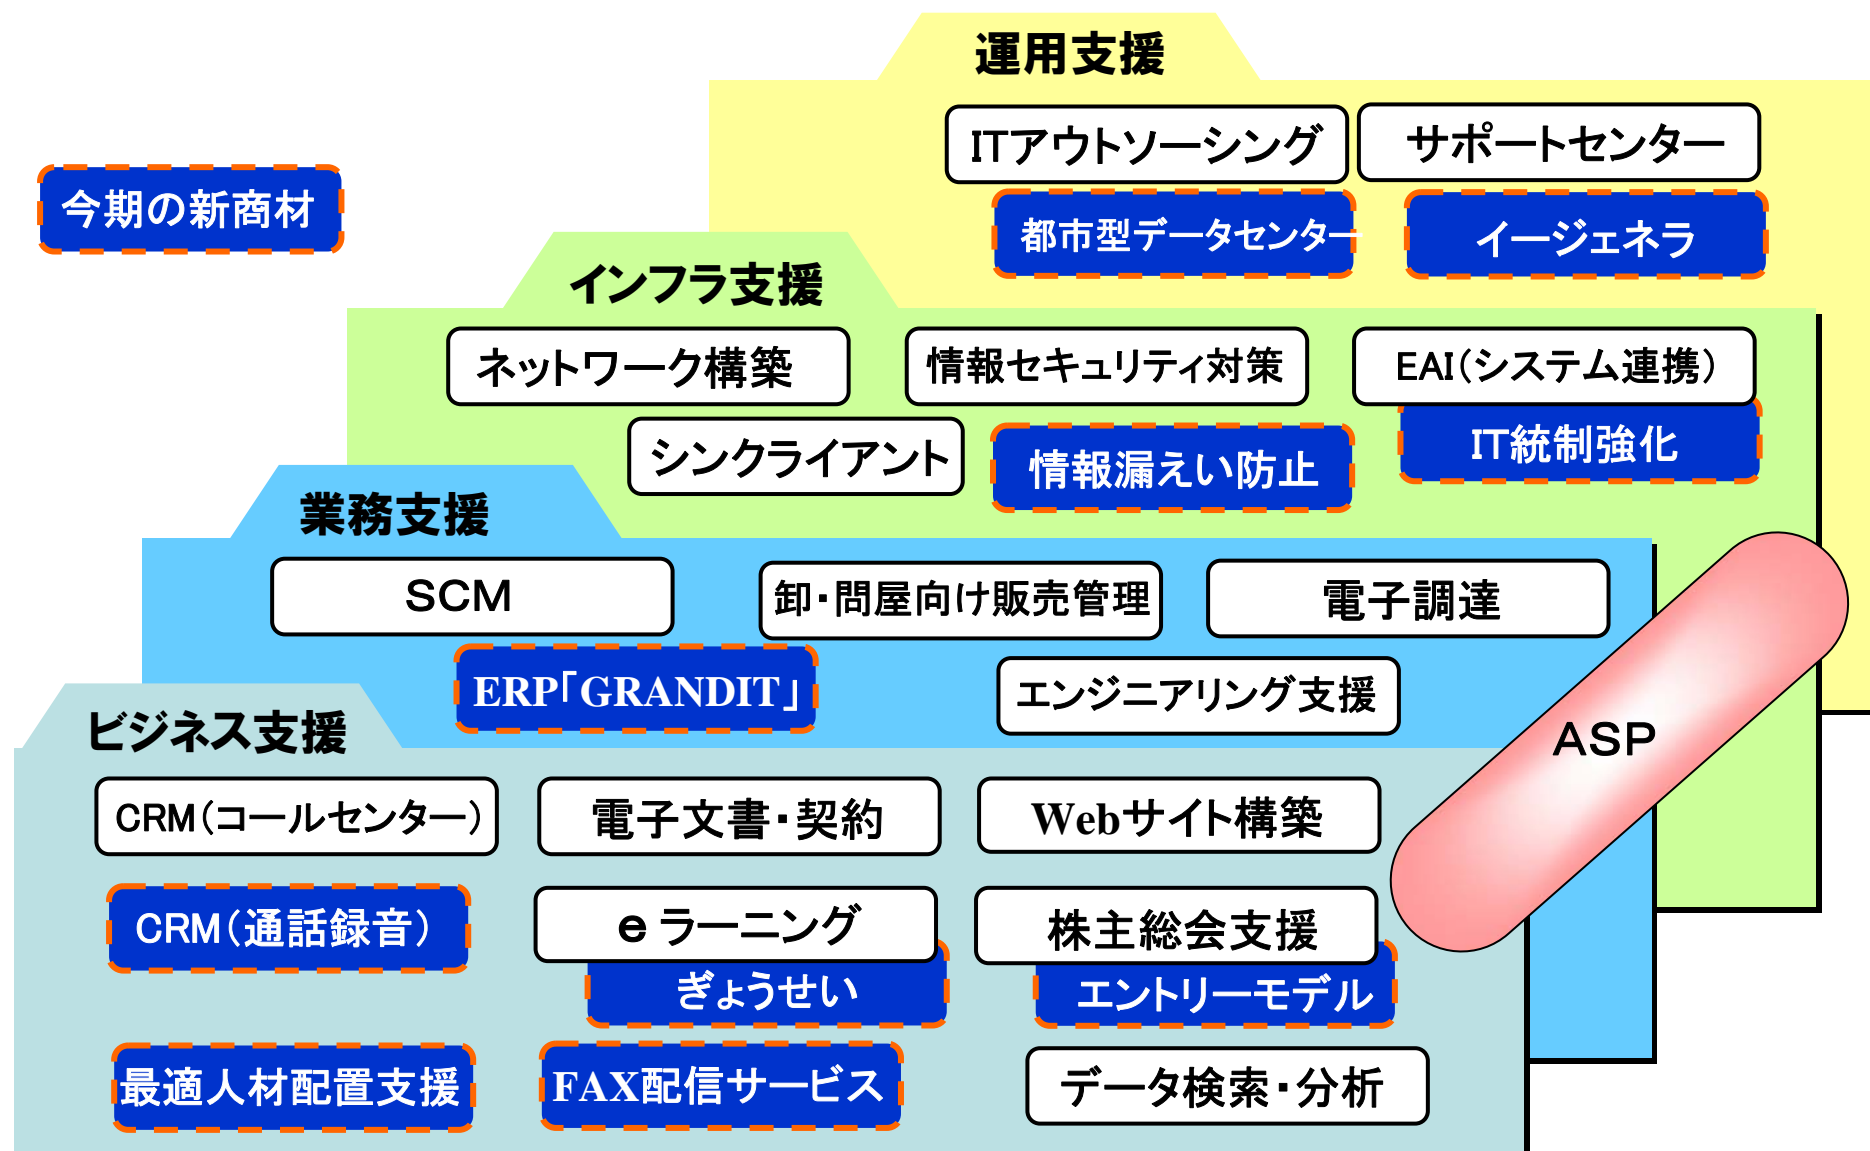 運用支援
ITアウトソーシング
サポートセンター
今期の新商材
都市型データセンター
イージェネラ
インフラ支援
ネットワーク構築
情報セキュリティ対策
EAI(システム連携)
シンクライアント
情報漏えい防止
IT統制強化
業務支援
SCM
卸・問屋向け販売管理
電子調達
ERP「GRANDIT」
エンジニアリング支援
ビジネス支援
ASP
CRM(コールセンター)
電子文書・契約
Webサイト構築
CRM(通話録音)
eラーニング
株主総会支援
ぎょうせい
エントリーモデル
最適人材配置支援
FAX配信サービス
データ検索・分析